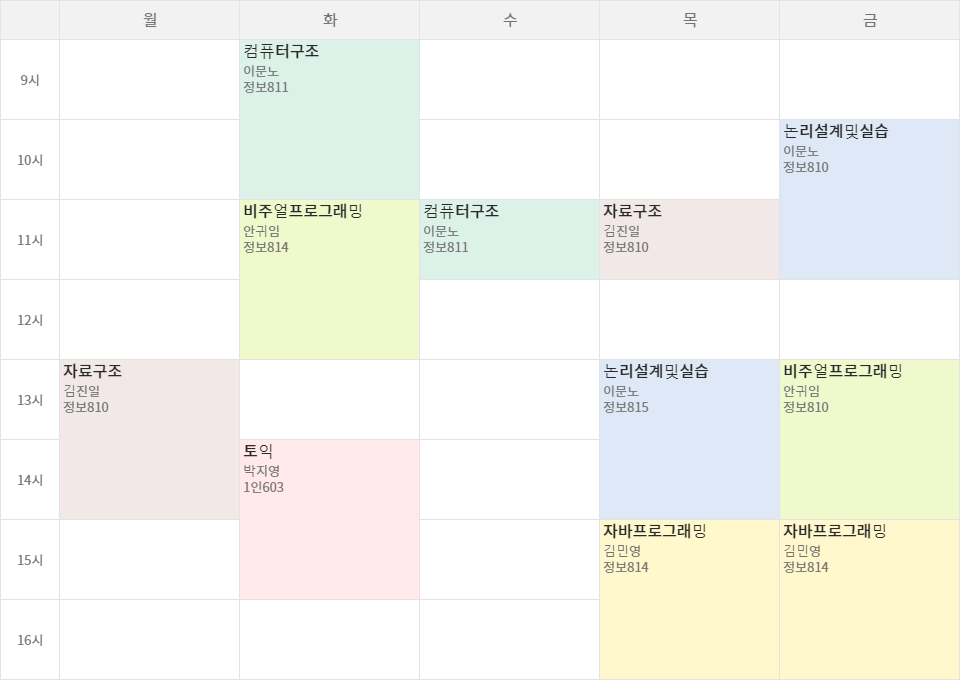 월 화 수 목 금
9시
컴퓨터구조
이문노
정보811
10시
논리설계및실습
이문노
정보810
11시
비주얼프로그래밍
안귀임
정보814
컴퓨터구조
이문노
정보811
자료구조
김진일
정보810
12시
13시
자료구조
김진일
정보810
논리설계및실습
이문노
정보815
비주얼프로그래밍
안귀임
정보810
14시
토익
박지영
1인603
15시
자바프로그래밍
김민영
정보814
자바프로그래밍
김민영
정보814
16시